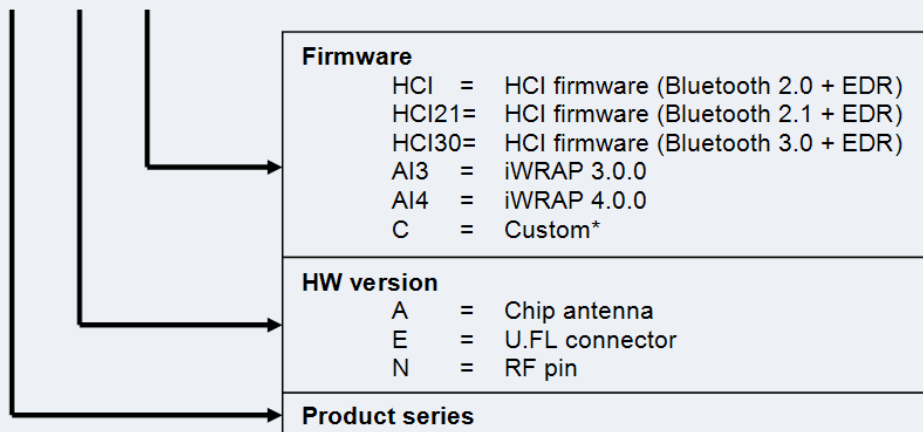 Firmware
HCI = HCI firmware (Bluetooth 2.0 + EDR)
HCI21= HCI firmware (Bluetooth 2.1 + EDR)
HCI30= HCI firmware (Bluetooth 3.0 + EDR)
AI3 = iWRAP 3.0.0
AI4 = iWRAP 4.0.0
C = Custom*
HW version
A = Chip antenna
E = U.FL connector
N = RF pin
Product series